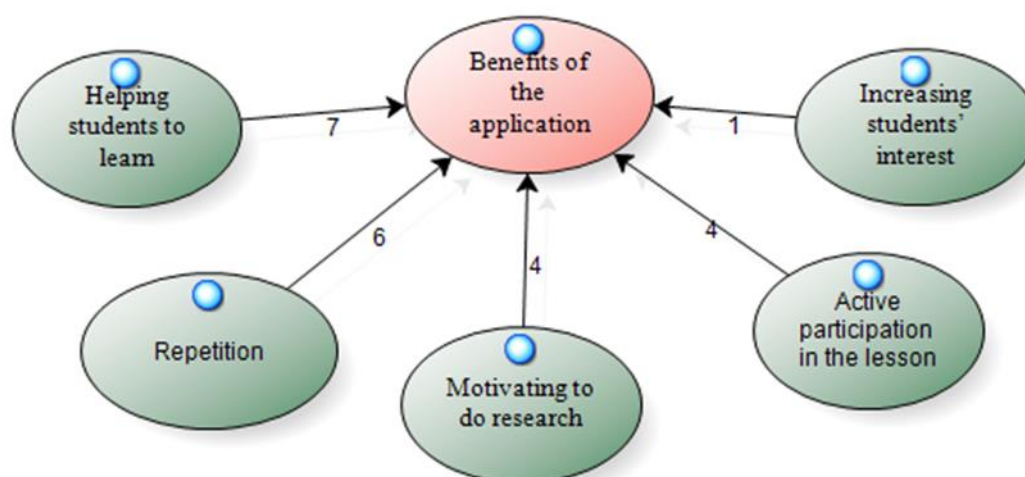 Benefits of
the
application
Helping
students to
learn
7
Increasing
students’
interest
1
Repetition
6
Motivating to
do research
4
Active
participation
in the lesson
4